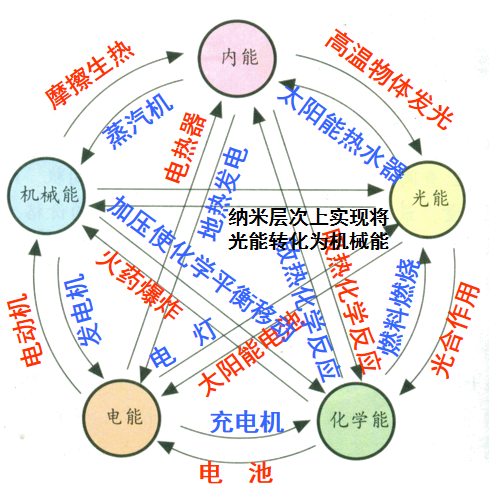 内能
高温物体发光
摩擦生热
蒸汽机
太阳能热水器
电热器
地热发电
机械能
光能
纳米层次上实现将
光能转化为机械能
加压使化学平衡移动
火药爆炸
放热化学反应
吸热化学反应
燃料燃烧
光合作用
电动机
发电机
电 灯
太阳能电池
电能
化学能
充电机
电 池